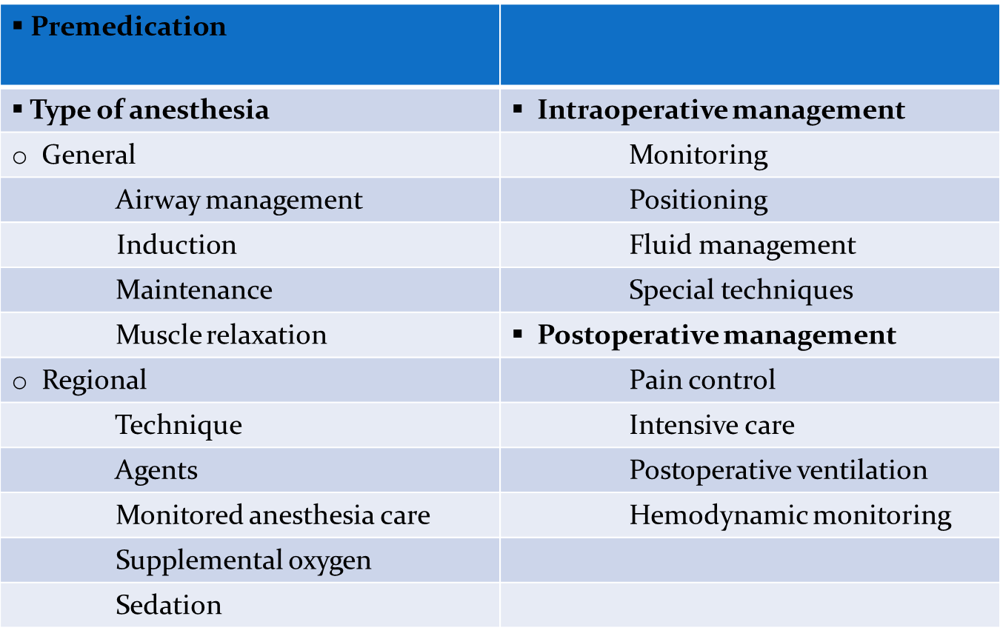 ▪ Premedication
▪ Type of anesthesia
o General
Airway management
Induction
Maintenance
Muscle relaxation
o Regional
Technique
Agents
Monitored anesthesia care
Supplemental oxygen
Sedation
▪ Intraoperative management
Monitoring
Positioning
Fluid management
Special techniques
▪ Postoperative management
Pain control
Intensive care
Postoperative ventilation
Hemodynamic monitoring